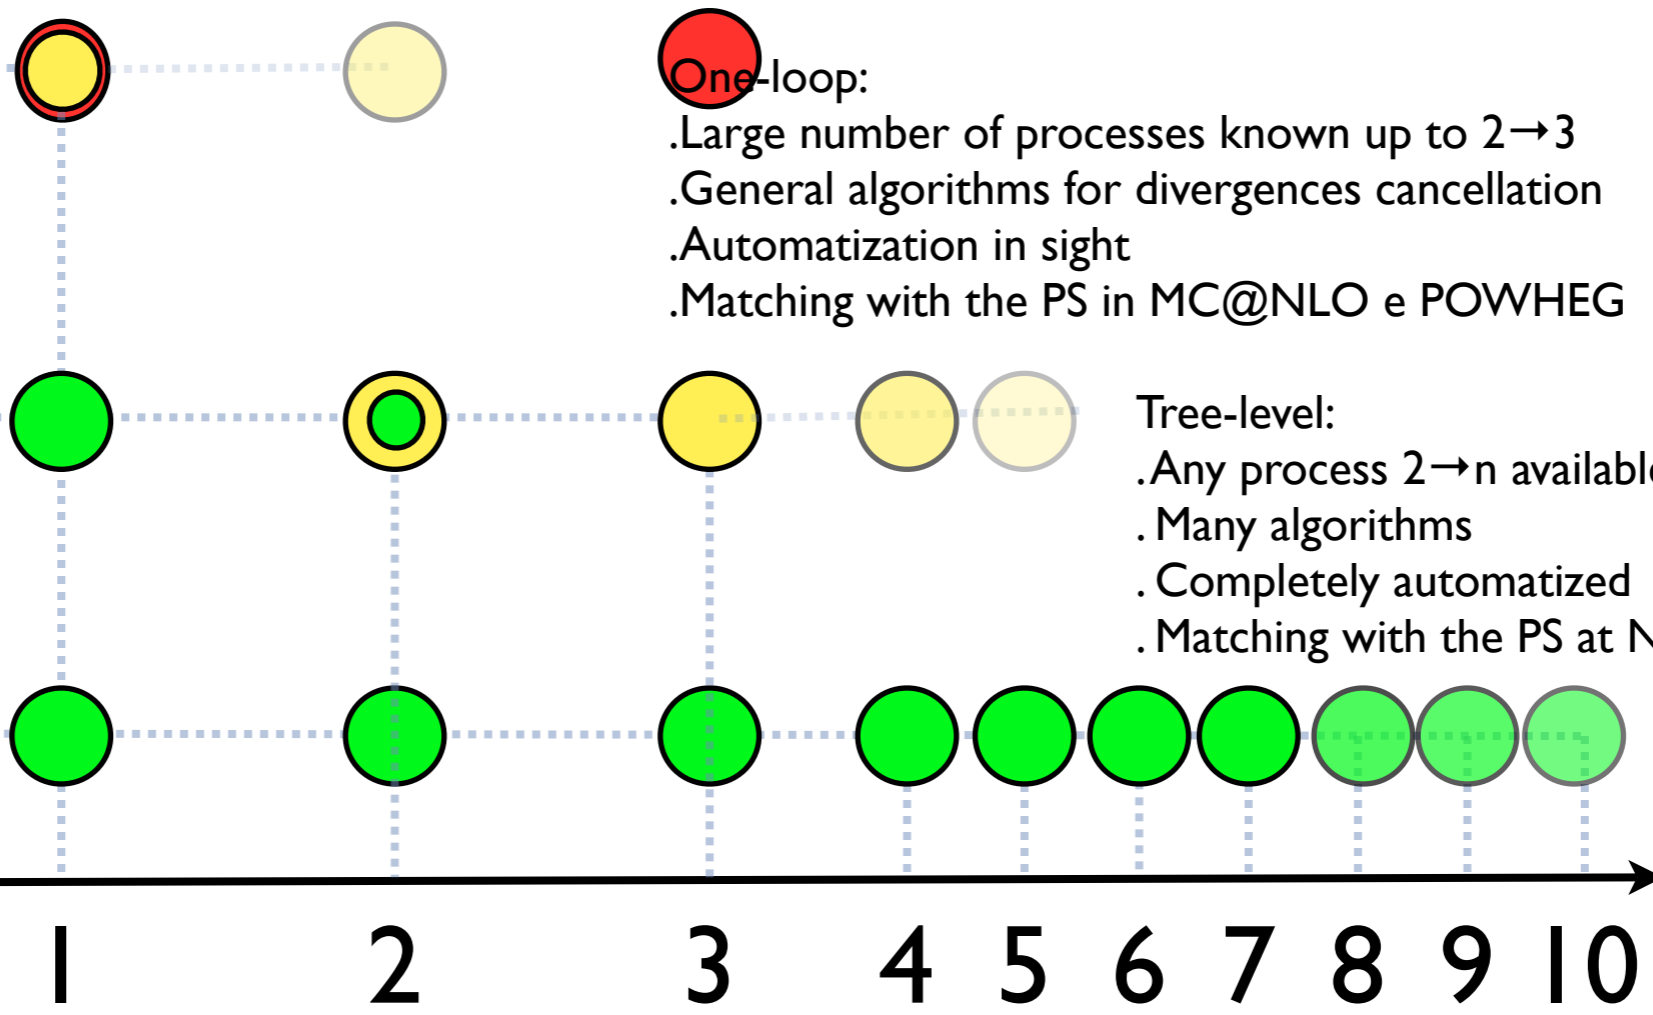 One-loop:
.Large number of processes known up to 2→3
.General algorithms for divergences cancellation
.Automatization in sight
.Matching with the PS in MC@NLO e POWHEG
Tree-level:
.Any process 2→n
. Many algorithms
. Completely automatized
. Matching with the PS at
1 2 3 4 5 6 7 8 9 10